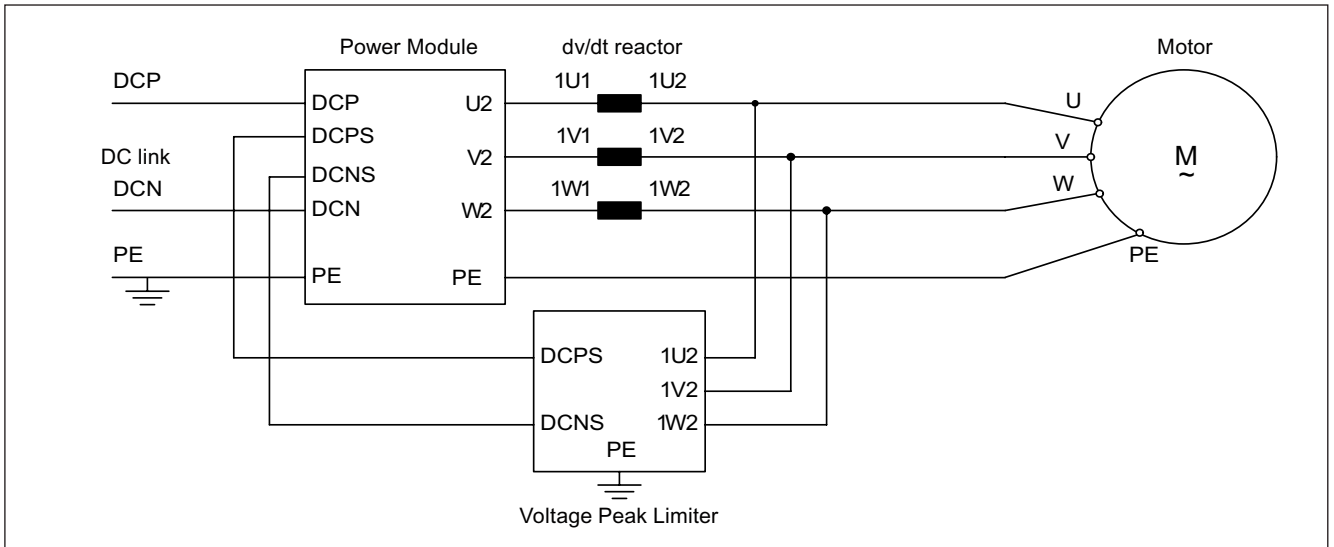 Power Module dv/dt reactor Motor
DCP 1U1 1U2
DCP U2 U
DCPS 1V1 1V2 V
DC link V2 M
~
DCNS
DCN 1W1 1W2 W
DCN W2
PE PE
PE PE
DCPS 1U2
1V2
DCNS 1W2
PE
Voltage Peak Limiter